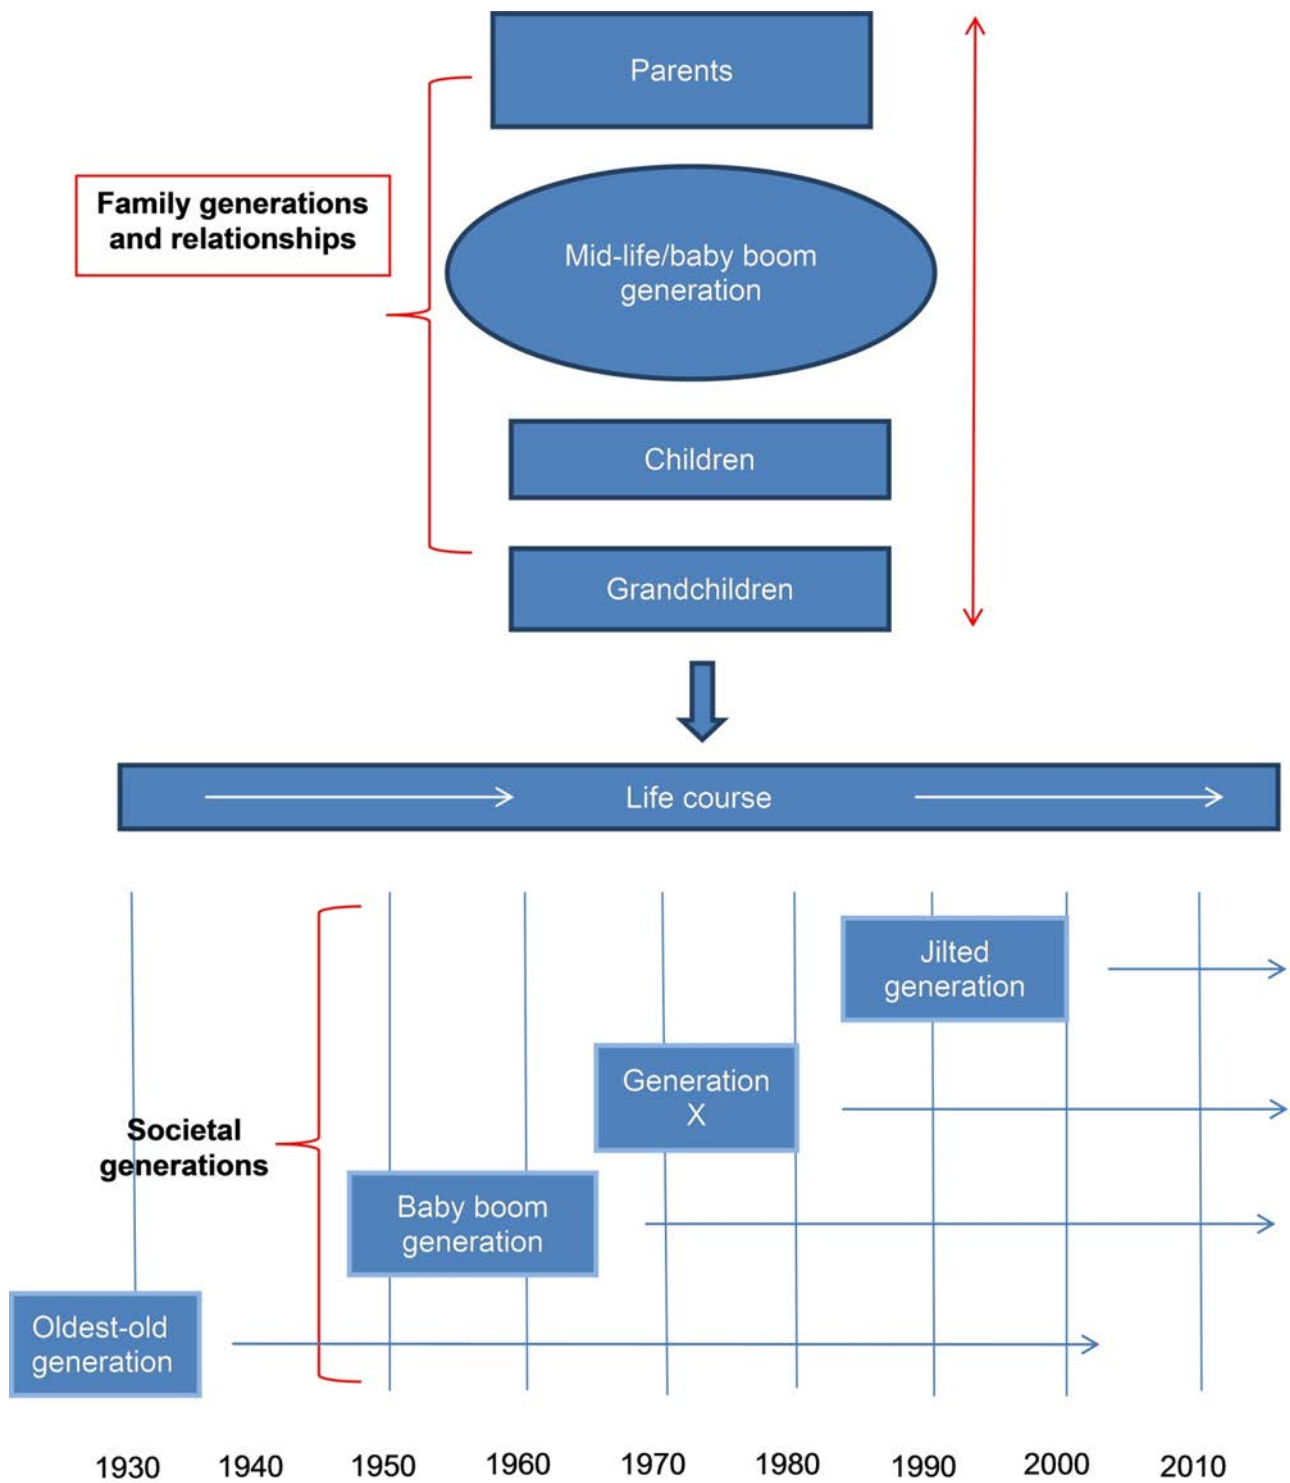 Parents
Family generations
and relationships
Mid-life/baby boom
generation
Children
Grandchildren
Life course
Jilted
generation
Generation
X
Societal
generations
Baby boom
generation
Oldest-old
generation
1930 1940 1950 1960 1970 1980 1990 2000 2010